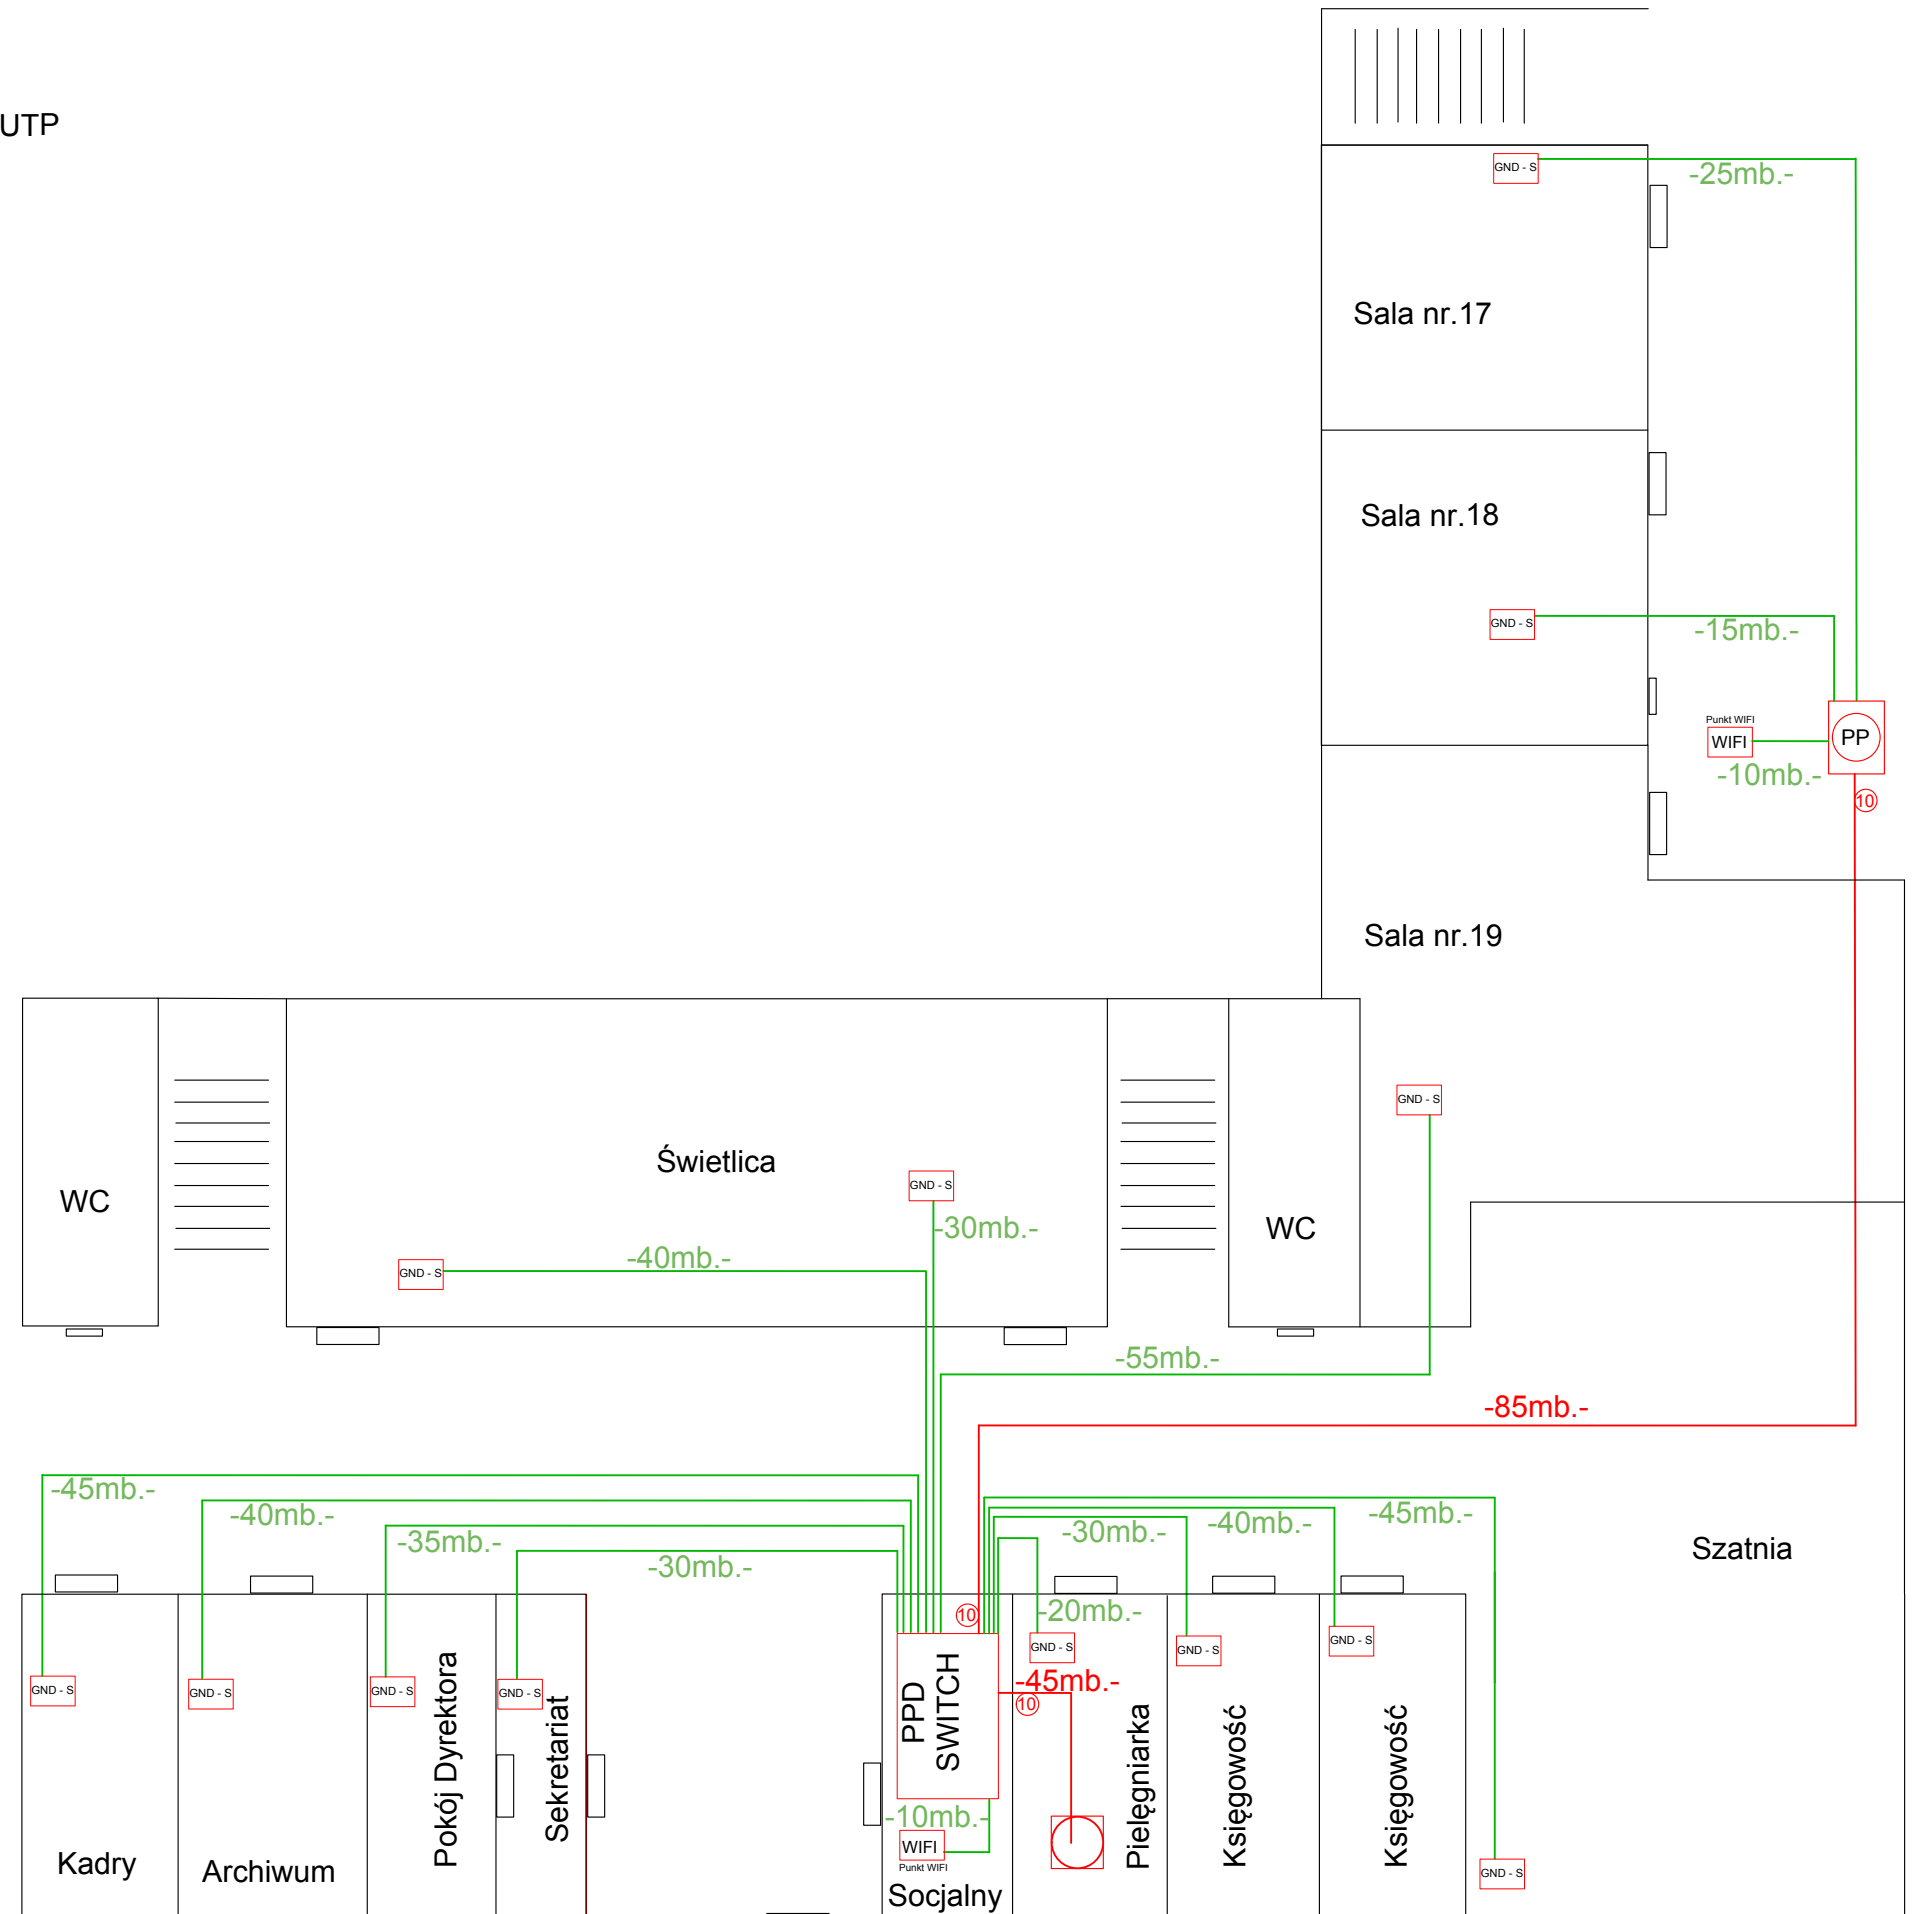 UTP
GND - S
-25mb.-
Sala nr.17
Sala nr.18
GND - S
-15mb.-
Punkt WIFI
WIFI
PP
-10mb.-
10
Sala nr.19
GND - S
Świetlica
GND - S
WC
WC
-30mb.-
-40mb.-
GND - S
-55mb.-
-85mb.-
-45mb.-
-40mb.-
-35mb.-
-30mb.-
-30mb.-
-40mb.-
-45mb.-
Szatnia
10
-20mb.-
GND - S
GND - S
GND - S
GND - S
GND - S
GND - S
GND - S
-45mb.-
10
PPD
SWITCH
Pokój Dyrektora
Sekretariat
Pielęgniarka
Księgowość
Księgowość
-10mb.-
WIFI
Punkt WIFI
Kadry
Archiwum
Socjalny
GND - S